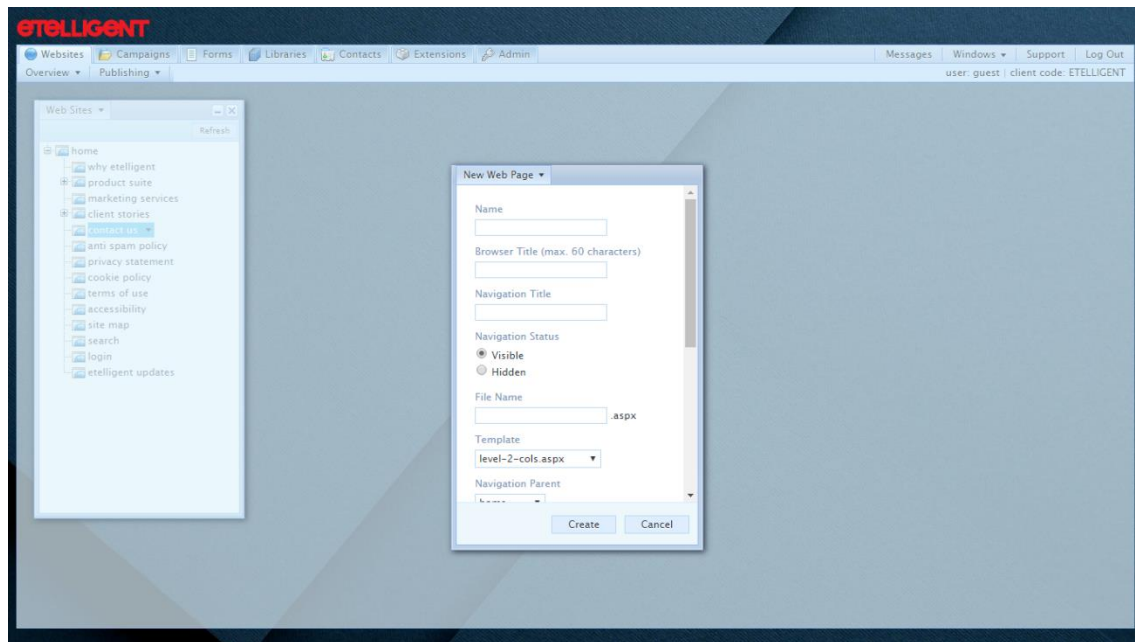 eTeLLIGeNT
Websites Campaigns Forms Libraries Contacts Extensions Admin Messages Windows Support Log Out
Overview Publishing user: guest | client code: ETELLIGENT
Web Sites
Refresh
home
why etelligent
product suite
marketing services
client stories
contact us
anti spam policy
privacy statement
cookie policy
terms of use
accessibility
site map
search
login
etelligent updates
New Web Page
Name
Browser Title (max. 60 characters)
Navigation Title
Navigation Status
Visible
Hidden
File Name
.aspx
Template
level-2-cols.aspx
Navigation Parent
home
Create Cancel